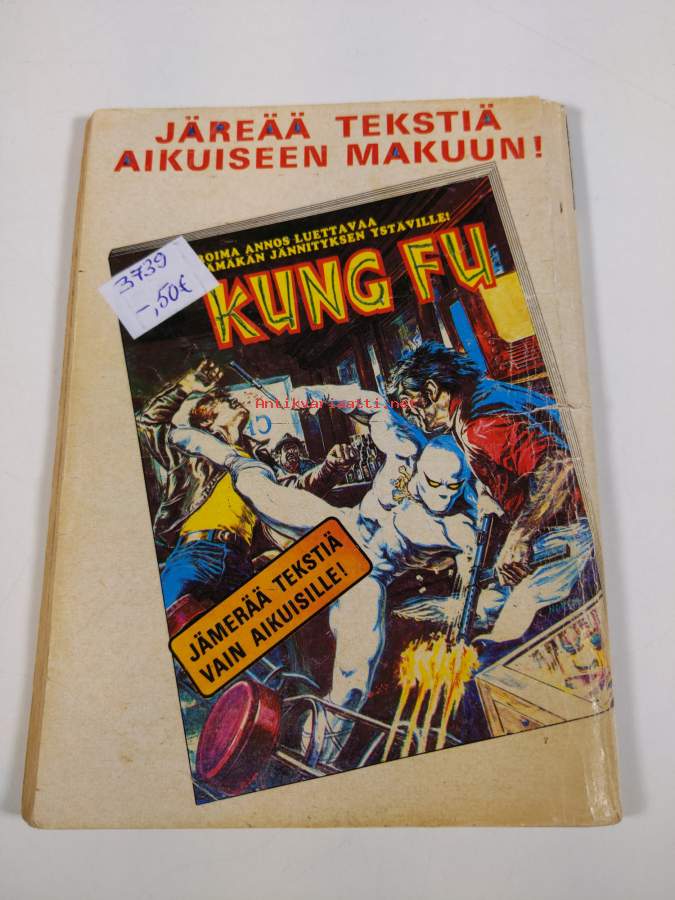 JÄREÄÄ TEKSTIÄ
AIKUISEEN MAKUUN!
ROIMA ANNOS LUETTAVAA
JÄNNITYKSEN YSTÄVILLE!
KUNG FU
3739
-,50€
Antikvariaatti.net
15
JÄMERÄÄ TEKSTIÄ
VAIN AIKUISILLE!